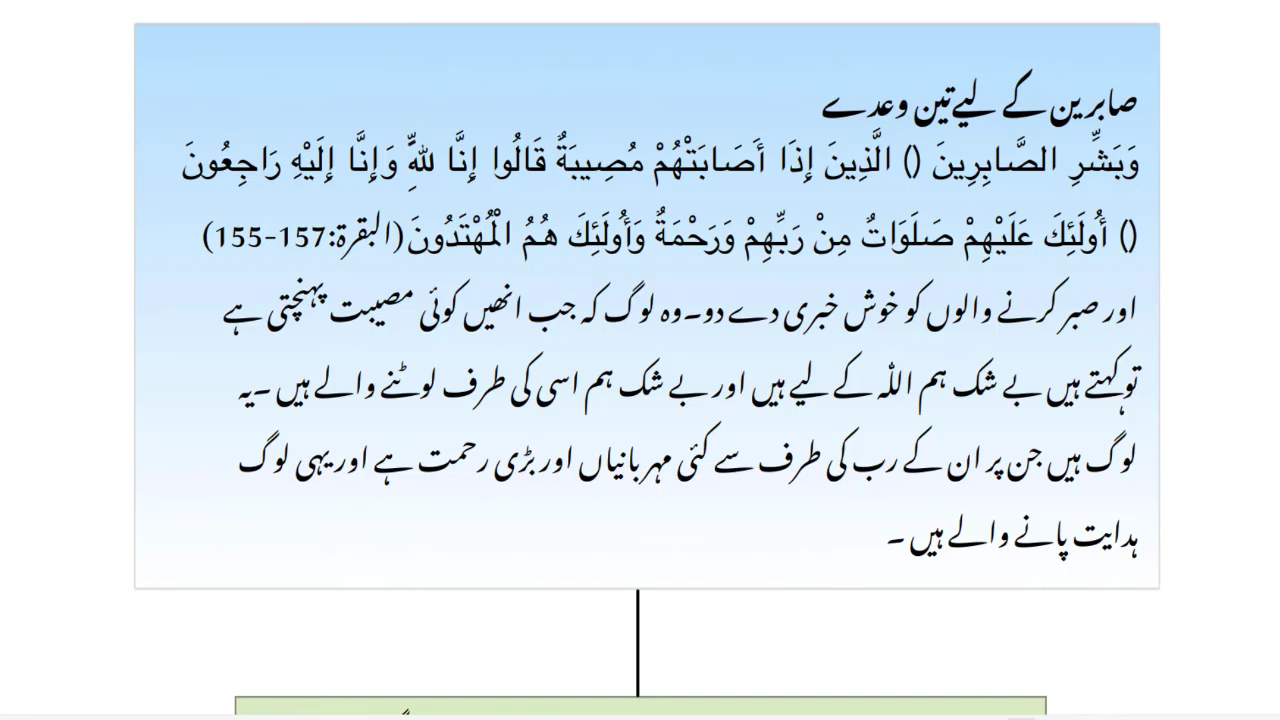 صابرین کے لیے تین وعدے
وَبَشِّرِ الصَّابِرِينَ () الَّذِينَ إِذَا أَصَابَتْهُمْ مُصِيبَةٌ قَالُوا إِنَّا لِلَّهِ وَإِنَّا إِلَيْهِ رَاجِعُونَ
() أُولَئِكَ عَلَيْهِمْ صَلَوَاتٌ مِنْ رَبِّهِمْ وَرَحْمَةٌ وَأُولَئِكَ هُمُ الْمُهْتَدُونَ (البقرة:157-155)
اور صبر کرنے والوں کو خوش خبری دے دو۔وہ لوگ کہ جب انھیں کوئی مصیبت پہنچتی ہے
تو کہتے ہیں بے شک ہم اللہ کے لیے ہیں اور بے شک ہم اسی کی طرف لوٹنے والے ہیں ۔یہ
لوگ ہیں جن پر ان کے رب کی طرف سے کئی مہربانیاں اور بڑی رحمت ہے اور یہی لوگ
ہدایت پانے والے ہیں ۔